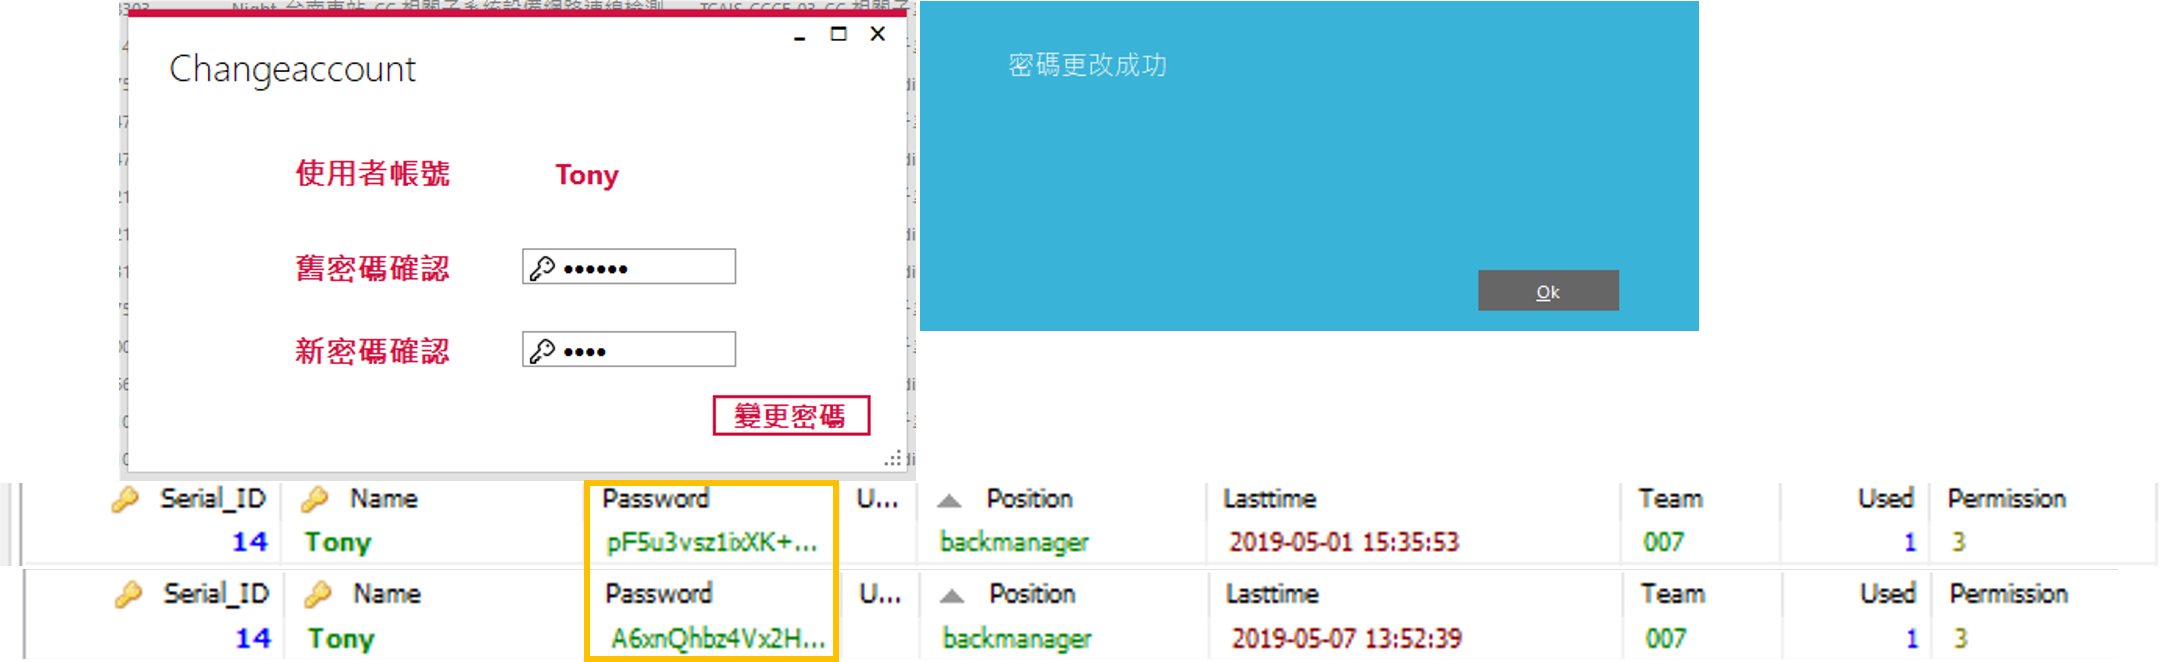 Changeaccount
使用者帳號 Tony
舊密碼確認 ••••••
新密碼確認 ••••
變更密碼
密碼更改成功
Ok
Serial_ID Name Password U... Position Lasttime Team Used Permission
14 Tony pF5u3vsz1ixXK+... backmanager 2019-05-01 15:35:53 007 1 3
Serial_ID Name Password U... Position Lasttime Team Used Permission
14 Tony A6xnQhbz4Vx2H... backmanager 2019-05-07 13:52:39 007 1 3